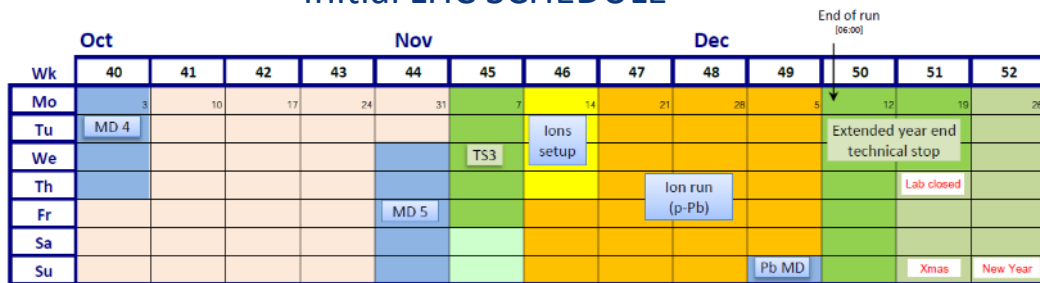 Initial LHC SCHEDULE
End of run
[06:00]
Oct Nov Dec
Wk 40 41 42 43 44 45 46 47 48 49 50 51 52
Mo 3 10 17 24 31 7 14 21 28 5 12 19 26
Tu MD 4 Ions Extended year end
We TS3 setup technical stop
Th Ion run Lab closed
Fr MD 5 (p-Pb)
Sa
Su Pb MD Xmas New Year